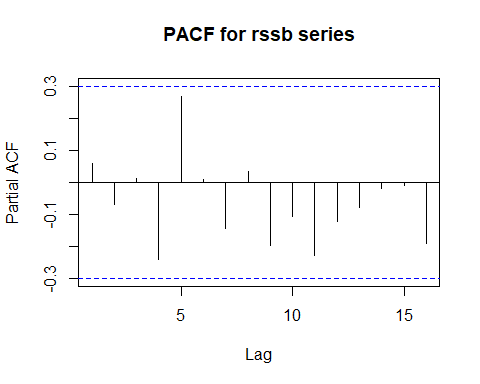 PACF for rssb series
Partial ACF
0.3
0.1
-0.1
-0.3
5 10 15
Lag